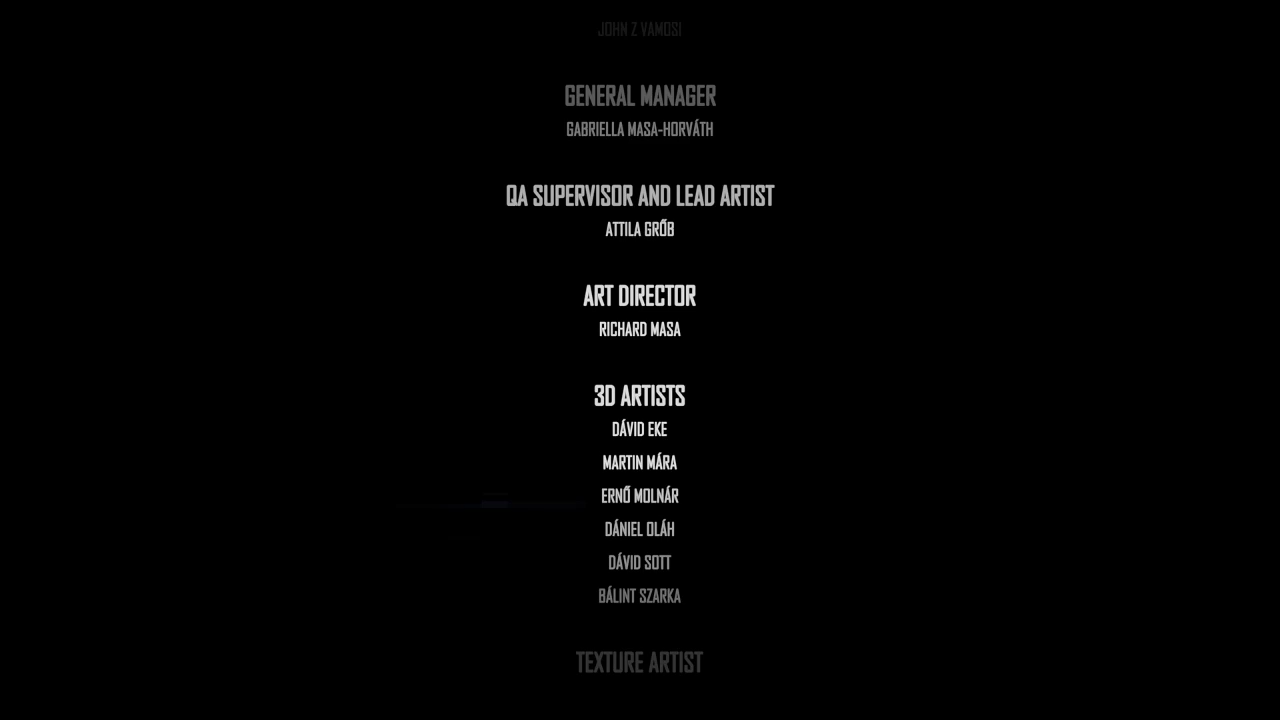 JOHN Z VAMOSI
GENERAL MANAGER
GABRIELLA MASA-HORVÁTH
QA SUPERVISOR AND LEAD ARTIST
ATTILA GRŐB
ART DIRECTOR
RICHARD MASA
3D ARTISTS
DÁVID EKE
MARTIN MÁRA
ERNŐ MOLNÁR
DÁNIEL OLÁH
DÁVID SOTT
BÁLINT SZARKA
TEXTURE ARTIST